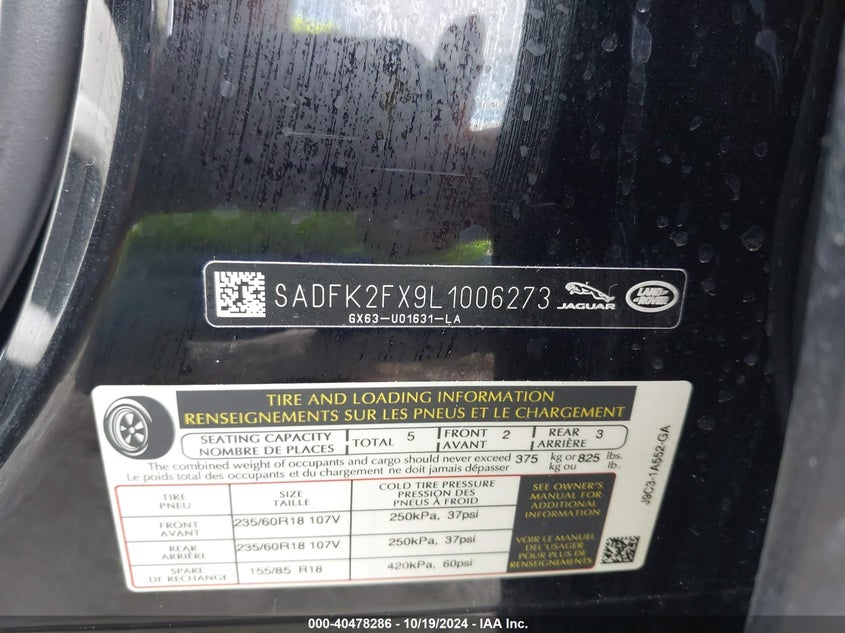 SADFK2FX9L1006273
JAGUAR
LAND-
ROVER
GX63-U01631-LA
TIRE AND LOADING INFORMATION
RENSEIGNEMENTS SUR LES PNEUS ET LE CHARGEMENT
SEATING CAPACITY
NOMBRE DE PLACES
TOTAL 5
FRONT
AVANT 2
REAR
ARRIÈRE 3
The combined weight of occupants and cargo should never exceed 375 kg or 825 lbs.
Le poids total des occupants et du chargement ne doit jamais dépasser kg ou lb.
TIRE
PNEU
SIZE
TAILLE
COLD TIRE PRESSURE
PRESSION DES
PNEUS À FROID
FRONT
AVANT
235/60R18 107V
250kPa, 37psi
REAR
ARRIÈRE
235/60R18 107V
250kPa, 37psi
SPARE
DE RECHANGE
155/85 R18
420kPa, 60psi
SEE OWNER'S
MANUAL FOR
ADDITIONAL
INFORMATION
VOIR LE MANUEL
DEL'USAGER
POUR PLUS DE
RENSEIGNEMENTS
J9C3-1A552-GA
000-40478286 - 10/19/2024 - IAA Inc.